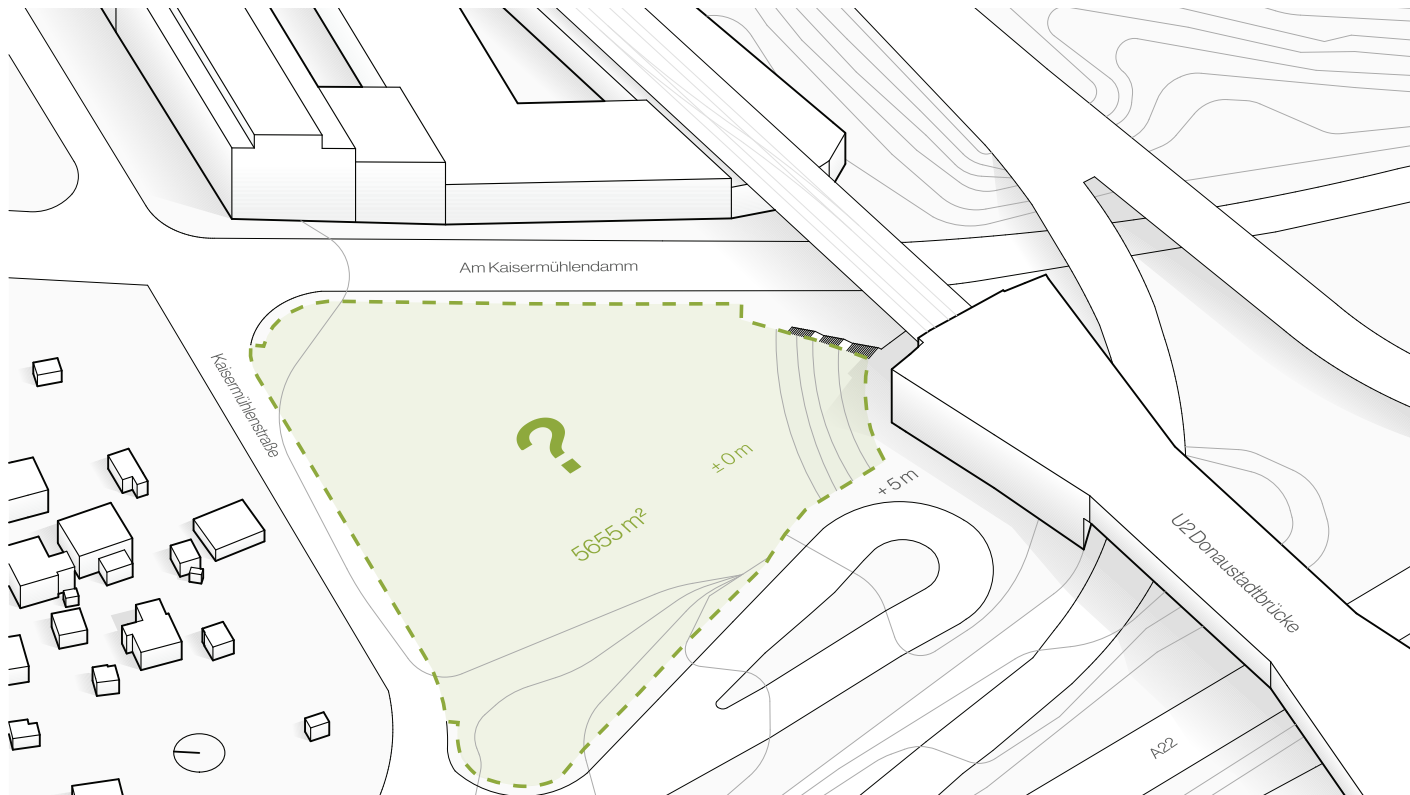 Am Kaisermühlendamm
Kaisermühlenstraße
?
±0 m
+5 m
5655 m²
U2 Donaustadtbrücke
A22